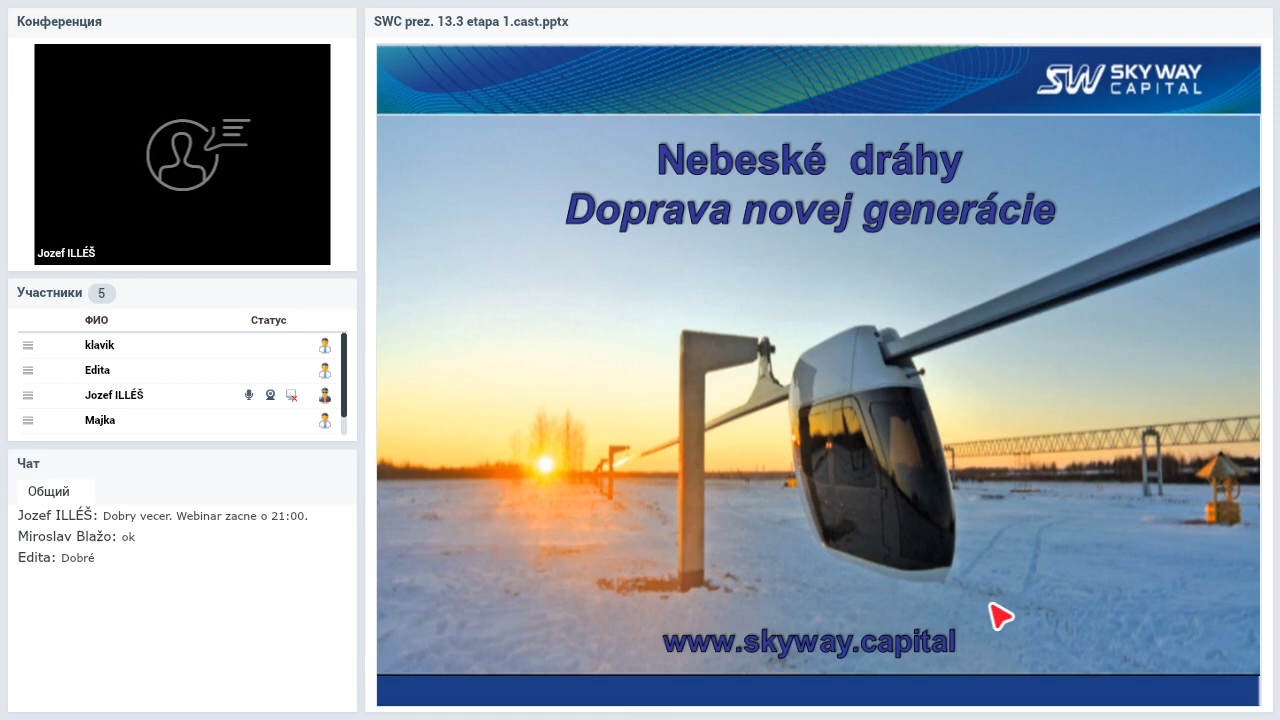 Конференция
Jozef ILLÉŠ
Участники 5
ФИО Статус
klavik
Edita
Jozef ILLÉŠ
Majka
Чат
Общий
Jozef ILLÉŠ: Dobry vecer. Webinar zacne o 21:00.
Miroslav Blažo: ok
Edita: Dobré
SWC prez. 13.3 etapa 1.cast.pptx
SW SKY WAY
CAPITAL
Nebeské dráhy
Doprava novej generácie
www.skyway.capital